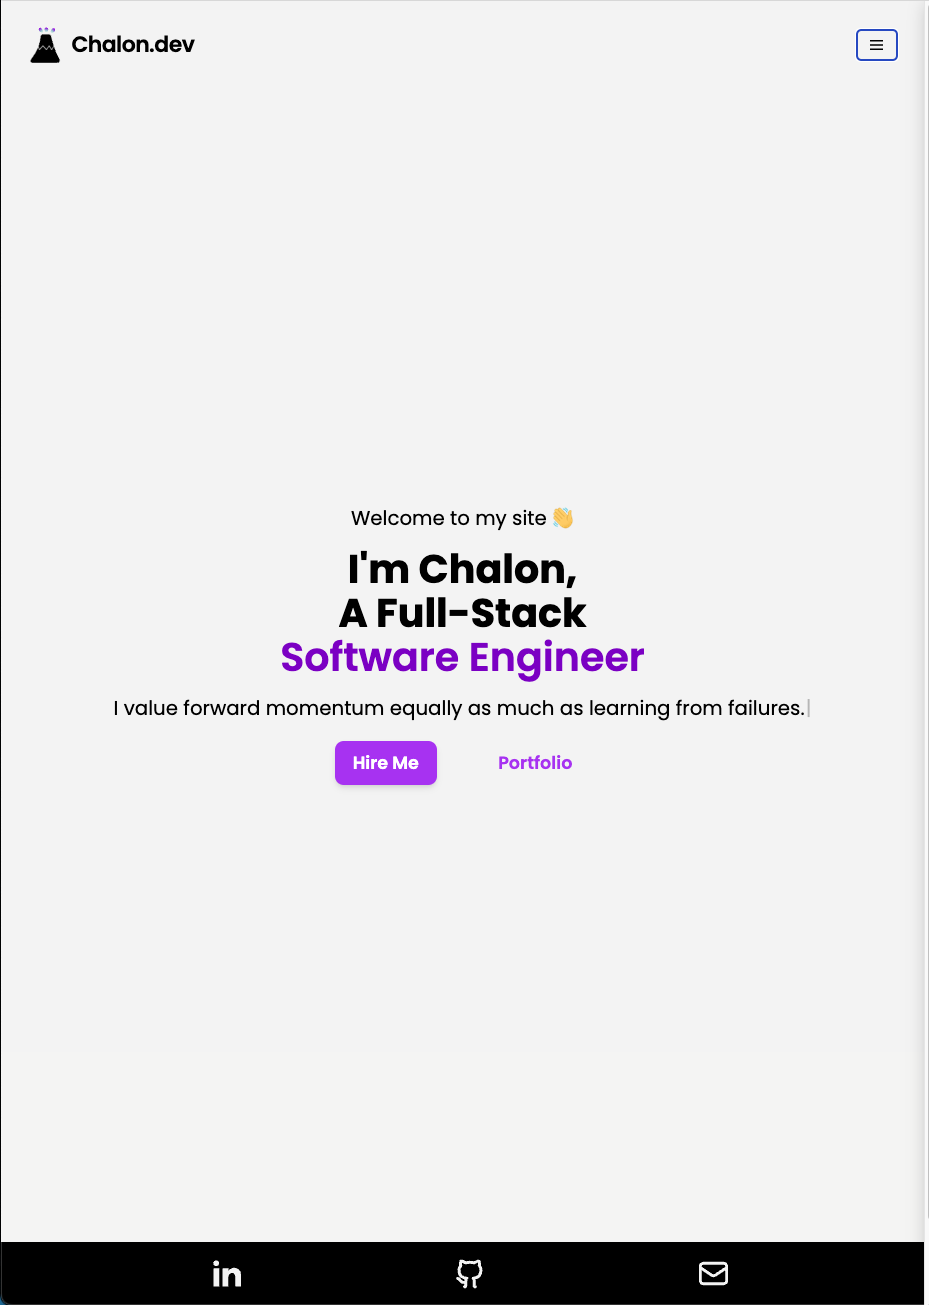 Chalon.dev
Welcome to my site 👋
I'm Chalon,
A Full-Stack
Software Engineer
I value forward momentum equally as much as learning from failures.|
Hire Me
Portfolio
in